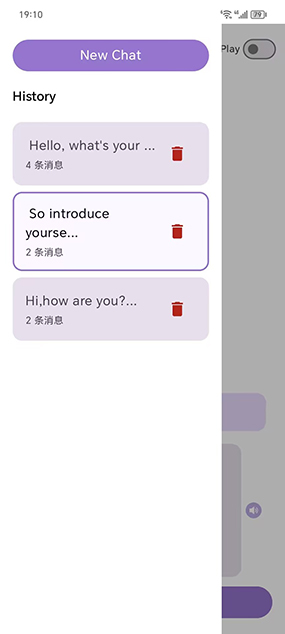 19:10
79
Play
New Chat
History
Hello, what's your ...
4 条消息
So introduce
yourse...
2 条消息
Hi,how are you?...
2 条消息